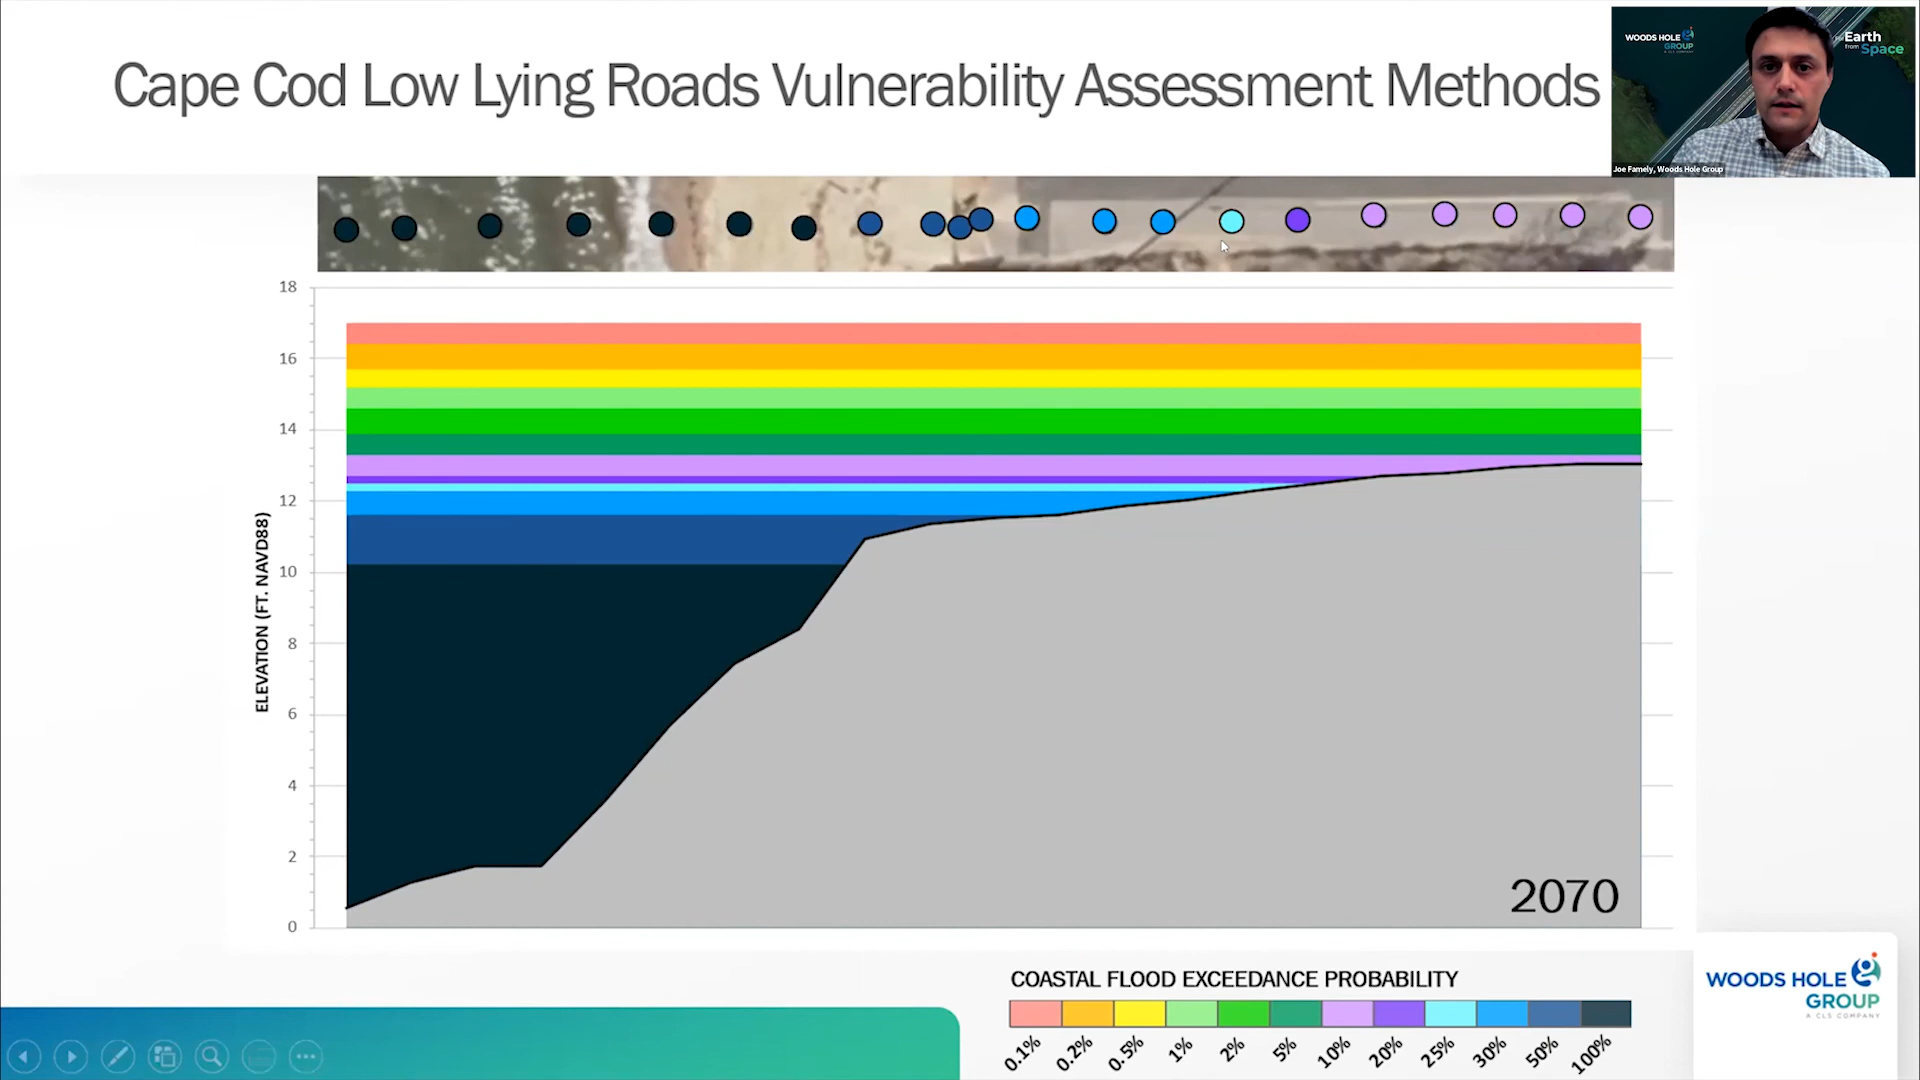 Cape Cod Low Lying Roads Vulnerability Assessment Methods
WOODS HOLE
GROUP
Earth
from Space
Joe Famely, Woods Hole Group
18
16
14
12
10
8
6
4
2
0
ELEVATION (FT. NAVD88)
2070
COASTAL FLOOD EXCEEDANCE PROBABILITY
0.1%
0.2%
0.5%
1%
2%
5%
10%
20%
25%
30%
50%
100%
WOODS HOLE
GROUP
A CLS COMPANY